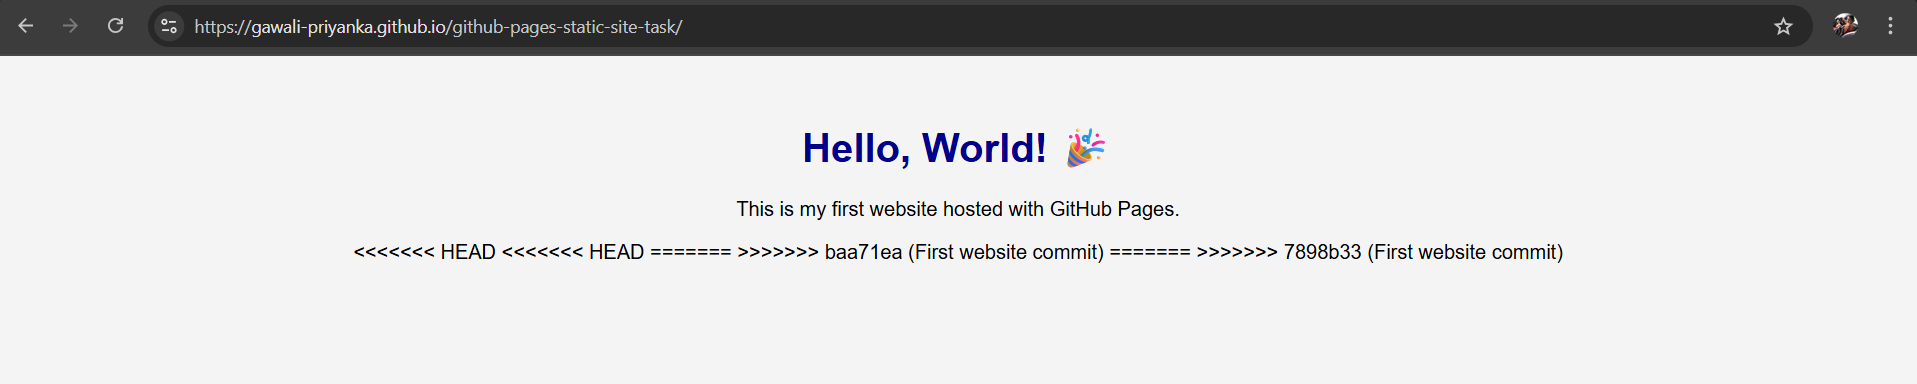 https://gawali-priyanka.github.io/github-pages-static-site-task/
Hello, World! 🎉
This is my first website hosted with GitHub Pages.
<<<<<<< HEAD <<<<<<< HEAD ======= >>>>>>> baa71ea (First website commit) ======= >>>>>>> 7898b33 (First website commit)